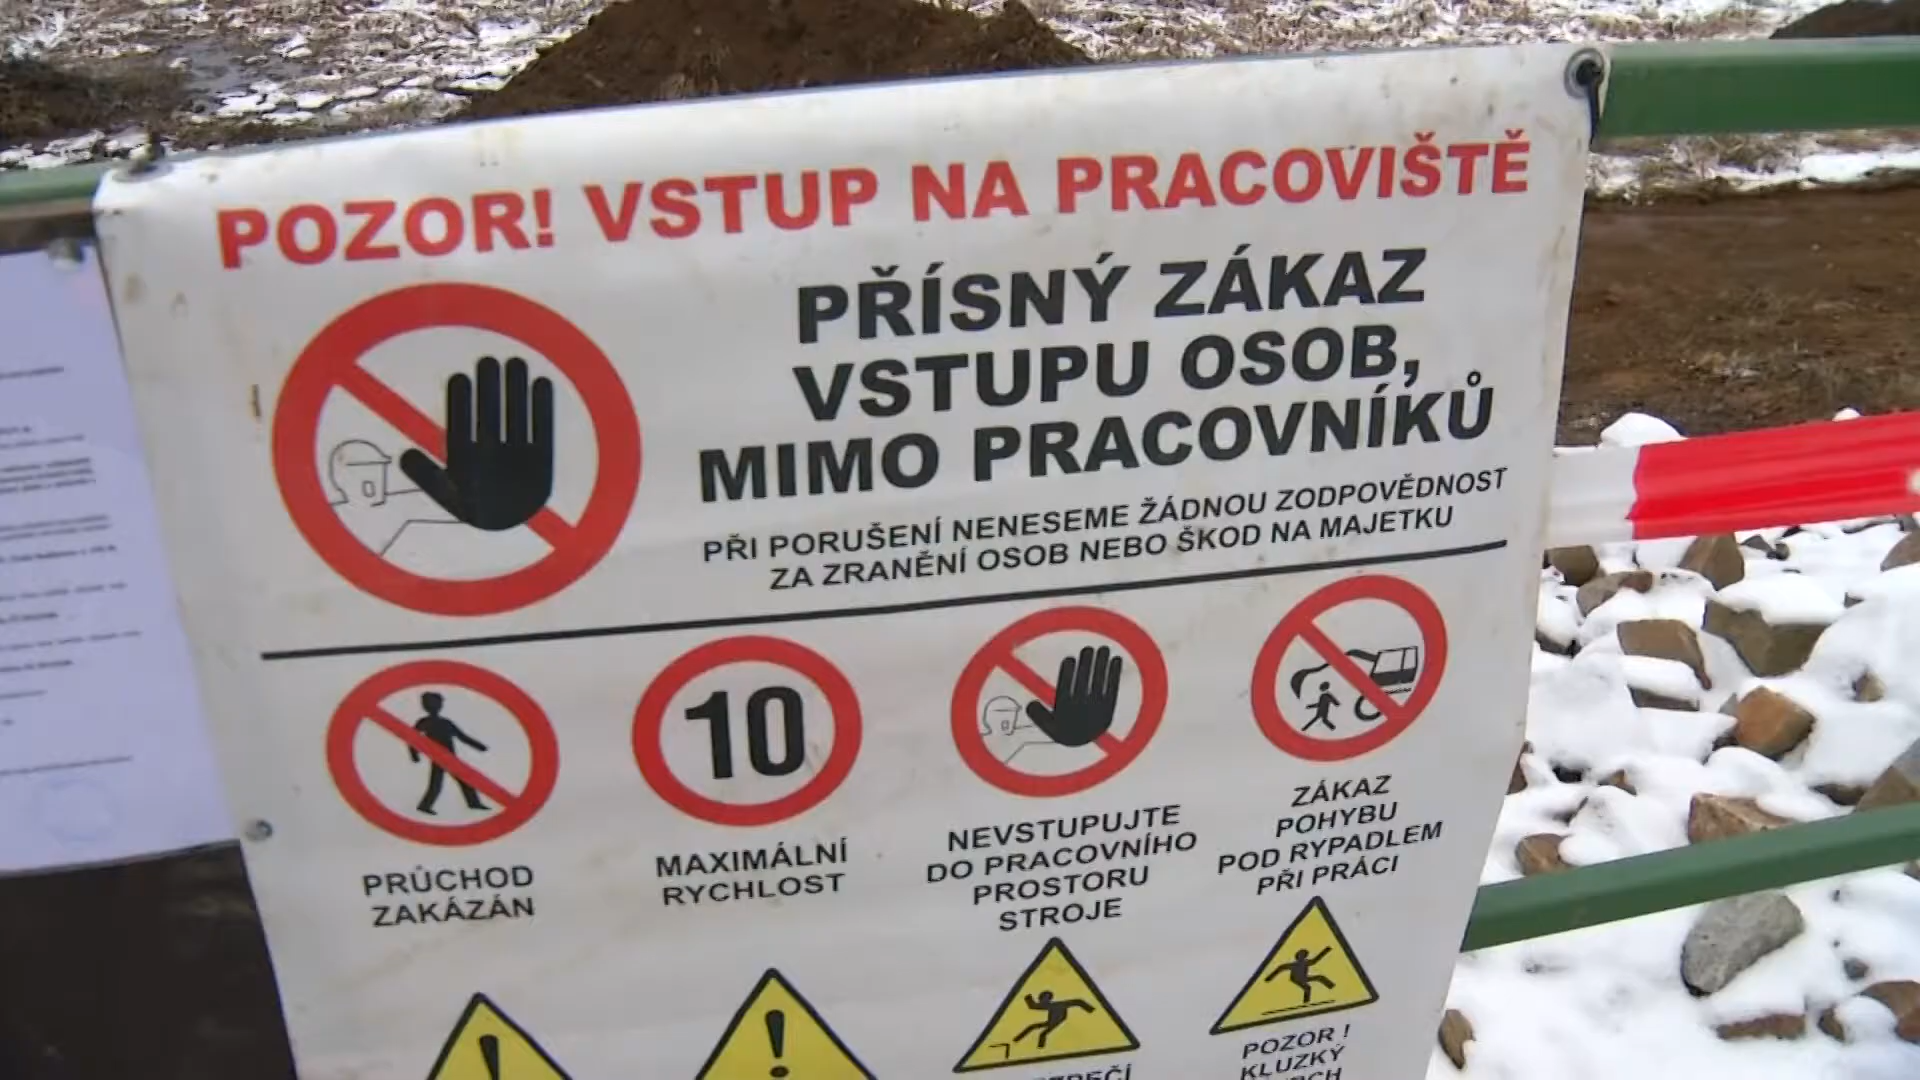 POZOR! VSTUP NA PRACOVIŠTĚ
PŘÍSNÝ ZÁKAZ
VSTUPU OSOB,
MIMO PRACOVNÍKŮ
PŘI PORUŠENÍ NENESEME ŽÁDNOU ZODPOVĚDNOST
ZA ZRANĚNÍ OSOB NEBO ŠKOD NA MAJETKU
PRŮCHOD
ZAKÁZÁN
10
MAXIMÁLNÍ
RYCHLOST
NEVSTUPUJTE
DO PRACOVNÍHO
PROSTORU
STROJE
ZÁKAZ
POHYBU
POD RYPADLEM
PŘI PRÁCI
POZOR !
KLUZKÝ